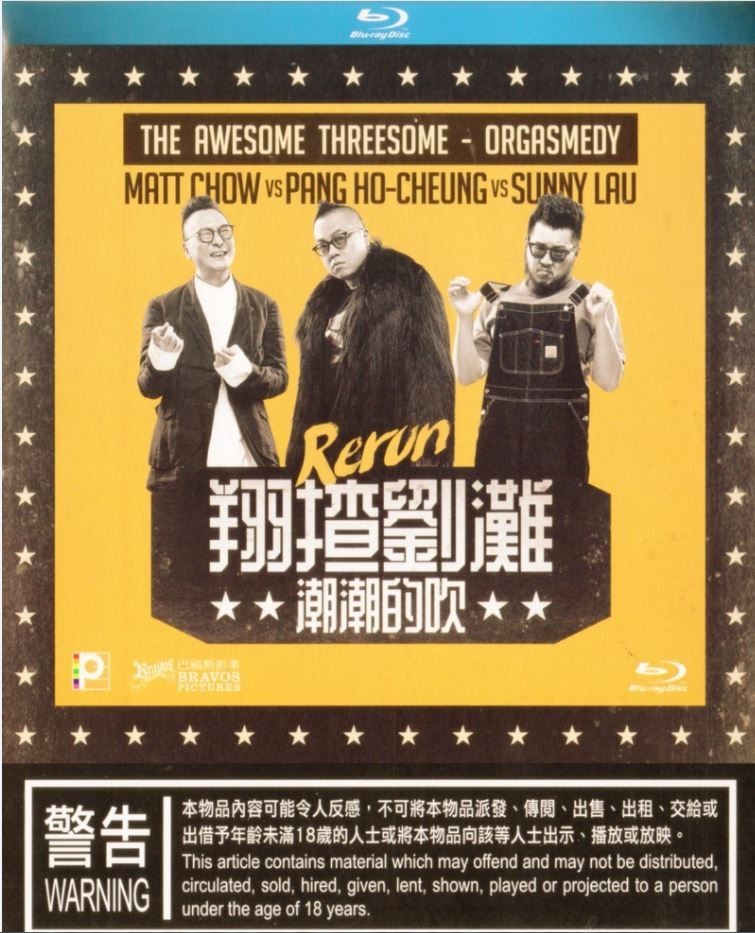 Blu-ray Disc
THE AWESOME THREESOME - ORGASMEDY
MATT CHOW VS PANG HO-CHEUNG VS SUNNY LAU
Rerun
翔揸劉灘
潮潮的吹
P
Bravos 巴福斯影業
BRAVOS
PICTURES
Blu-ray Disc
警告
WARNING
本物品內容可能令人反感，不可將本物品派發、傳閱、出售、出租、交給或
出借予年齡未滿18歲的人士或將本物品向該等人士出示、播放或放映。
This article contains material which may offend and may not be distributed,
circulated, sold, hired, given, lent, shown, played or projected to a person
under the age of 18 years.